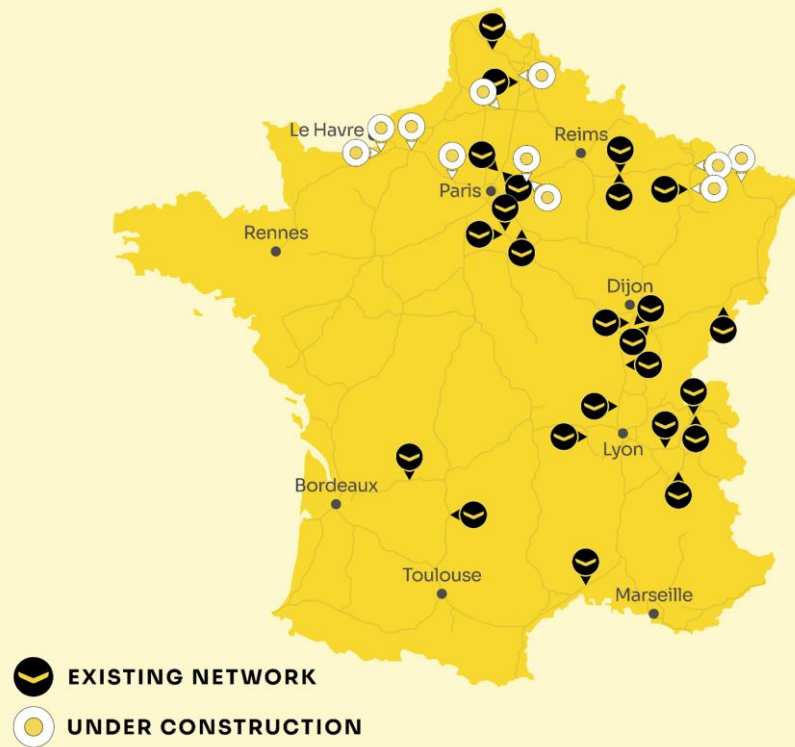 Le Havre
Reims
Paris
Rennes
Dijon
Lyon
Bordeaux
Toulouse
Marseille
EXISTING NETWORK
UNDER CONSTRUCTION